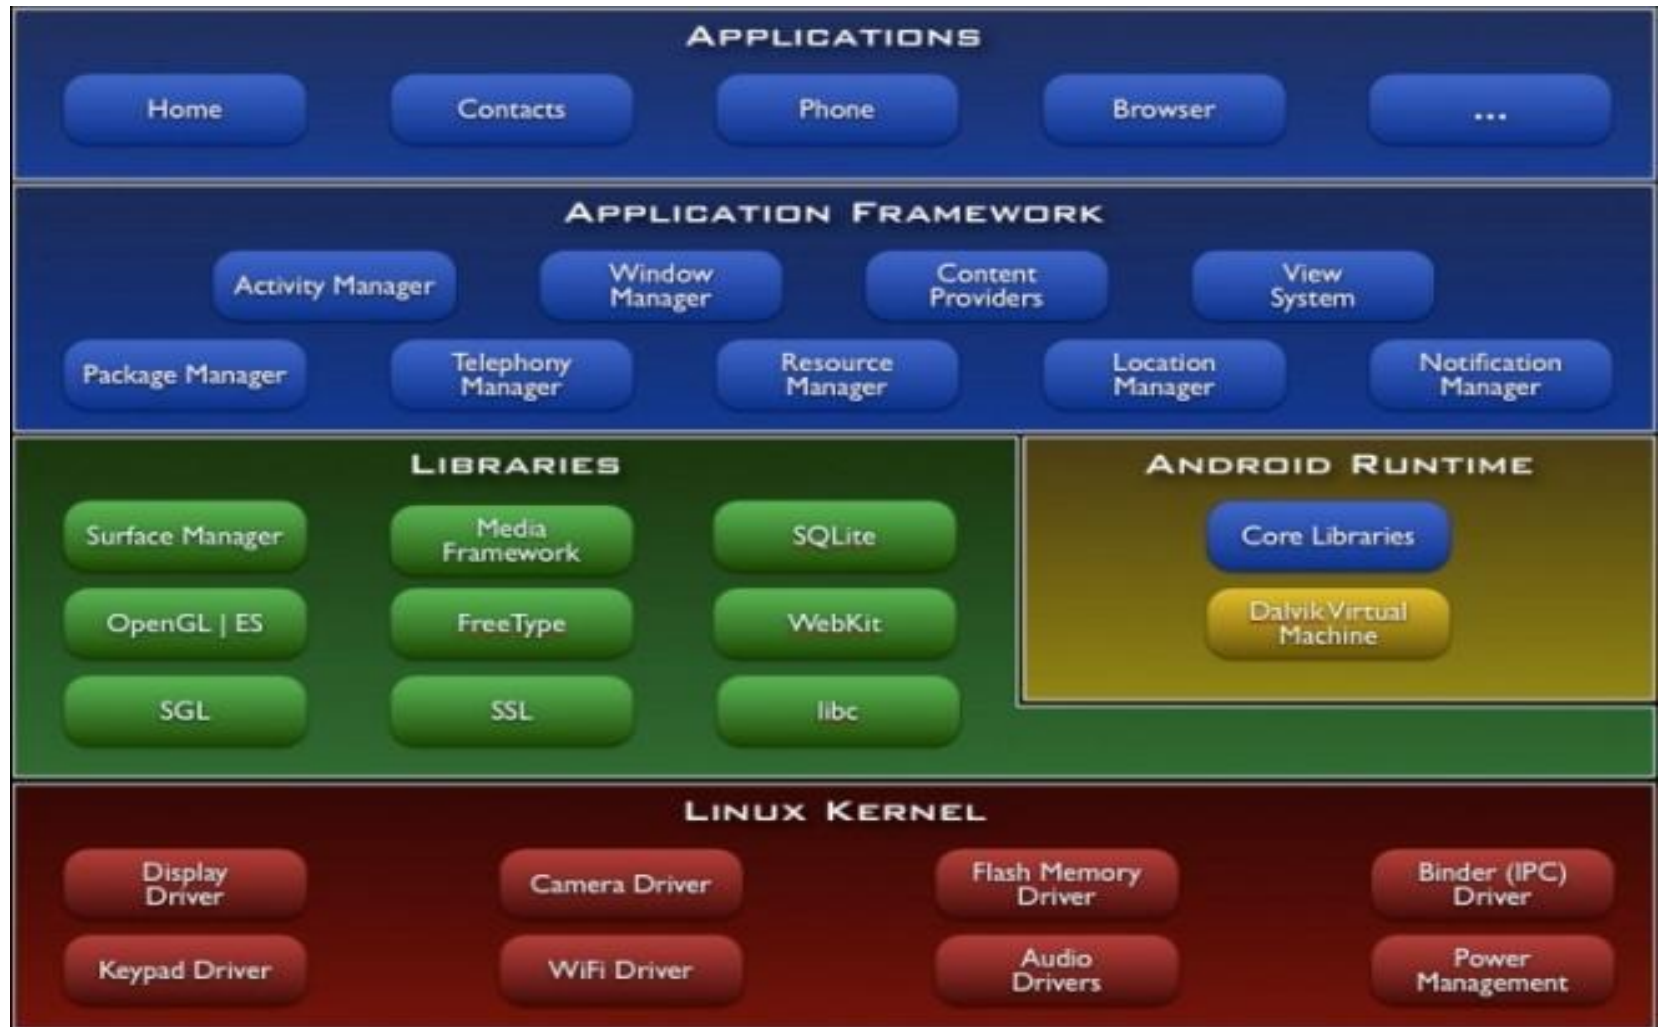 APPLICATIONS
Home
Contacts
Phone
Browser
...
APPLICATION FRAMEWORK
Activity Manager
Window
Manager
Content
Providers
View
System
Package Manager
Telephony
Manager
Resource
Manager
Location
Manager
Notification
Manager
LIBRARIES
Surface Manager
Media
Framework
SQLite
OpenGL | ES
FreeType
WebKit
SGL
SSL
libc
ANDROID RUNTIME
Core Libraries
Dalvik Virtual
Machine
LINUX KERNEL
Display
Driver
Camera Driver
Flash Memory
Driver
Binder (IPC)
Driver
Keypad Driver
WiFi Driver
Audio
Drivers
Power
Management